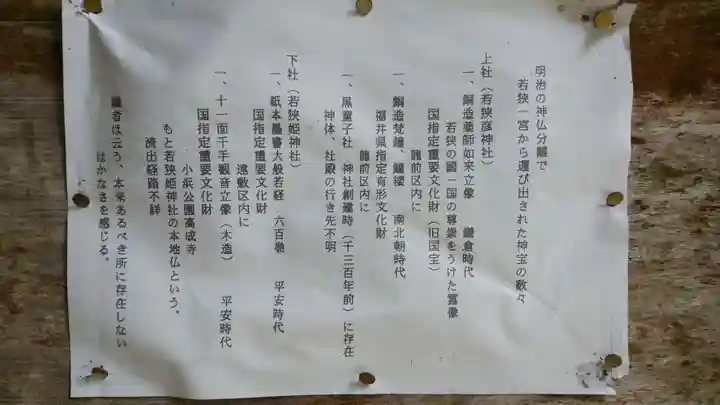 明治の神仏分離で
若狭一宮から運び出された神宝の数々
上社（若狭彦神社）
一、銅造薬師如来立像　鎌倉時代
若狭の國一国の尊崇をうけた霊像
国指定重要文化財（旧国宝）
龍前区内に
一、銅造梵鐘、鐘楼　南北朝時代
福井県指定有形文化財
龍前区内に
一、黒童子社　神社創建時（千三百年前）に存在
神体、社殿の行き先不明
下社（若狭姫神社）
一、紙本墨書大般若経　六百巻　平安時代
国指定重要文化財
遠敷区内に
一、十一面千手観音立像（木造）　平安時代
国指定重要文化財
小浜公園高成寺
もと若狭姫神社の本地仏という。
流出経路不詳
識者は云う、本来あるべき所に存在しない
はかなさを感じる。